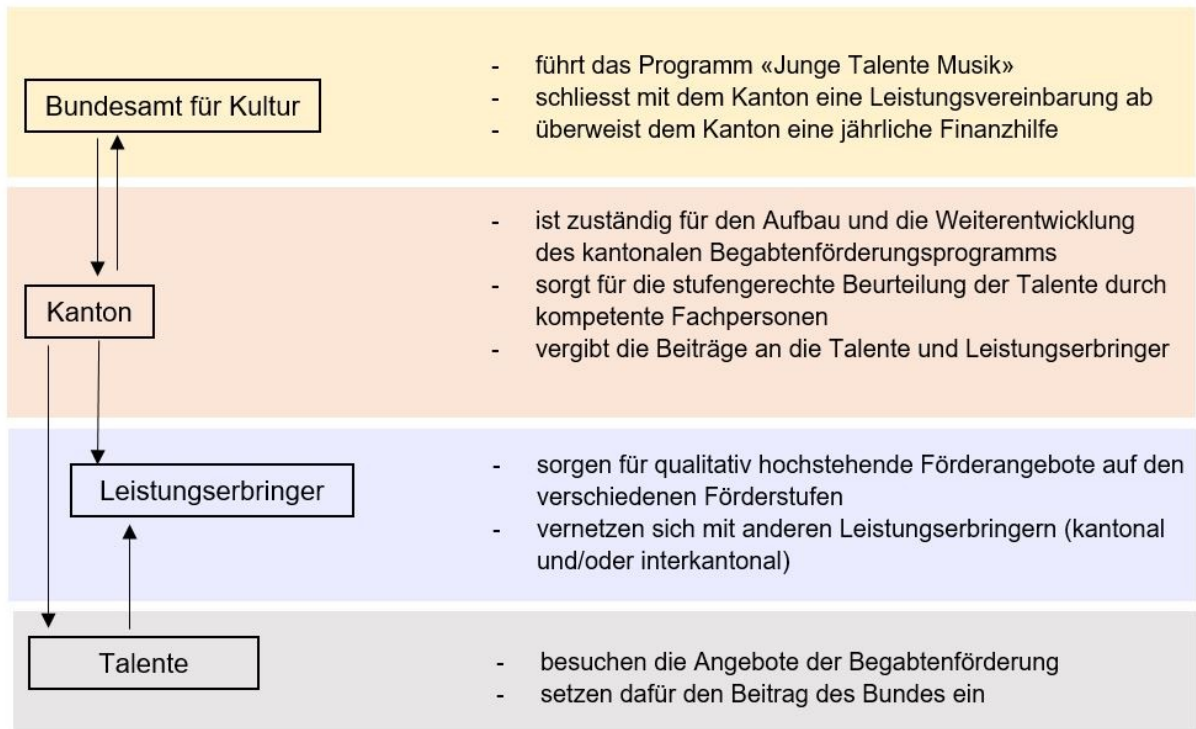 Bundesamt für Kultur
- führt das Programm «Junge Talente Musik»
- schliesst mit dem Kanton eine Leistungsvereinbarung ab
- überweist dem Kanton eine jährliche Finanzhilfe
Kanton
- ist zuständig für den Aufbau und die Weiterentwicklung
des kantonalen Begabtenförderungsprogramms
- sorgt für die stufengerechte Beurteilung der Talente durch
kompetente Fachpersonen
- vergibt die Beiträge an die Talente und Leistungserbringer
Leistungserbringer
- sorgen für qualitativ hochstehende Förderangebote auf den
verschiedenen Förderstufen
- vernetzen sich mit anderen Leistungserbringern (kantonal
und/oder interkantonal)
Talente
- besuchen die Angebote der Begabtenförderung
- setzen dafür den Beitrag des Bundes ein